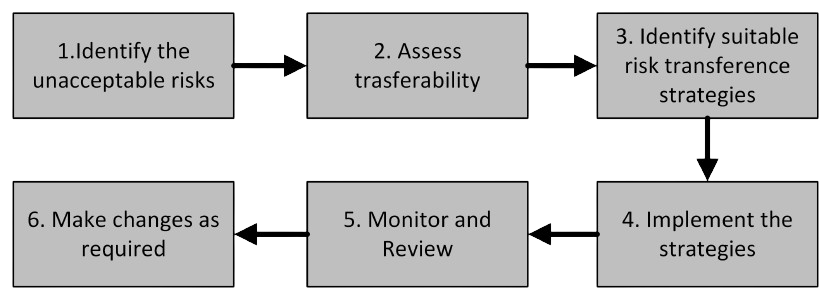 1.Identify the
unacceptable risks
2. Assess
trasferability
3. Identify suitable
risk transference
strategies
4. Implement the
strategies
5. Monitor and
Review
6. Make changes as
required